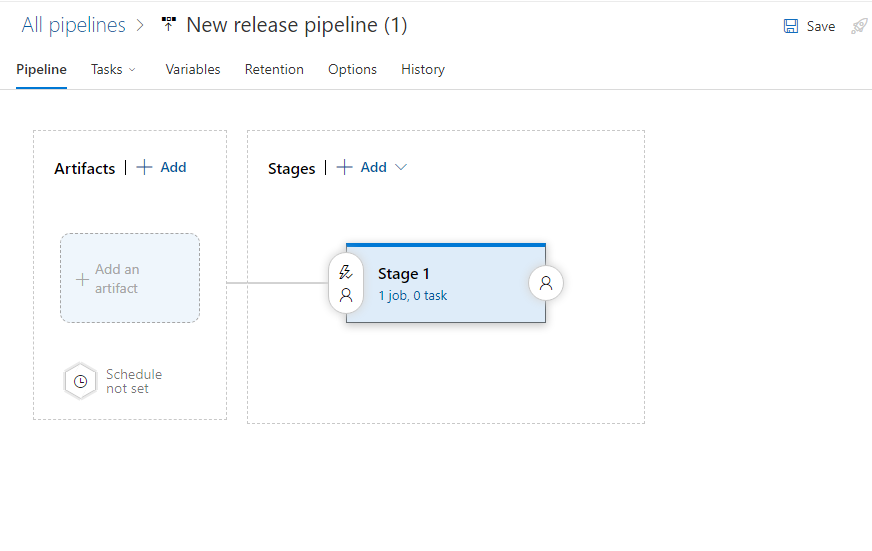 All pipelines > New release pipeline (1)
Save
Pipeline Tasks Variables Retention Options History
Artifacts | + Add
Stages | + Add
+ Add an
artifact
Stage 1
1 job, 0 task
Schedule
not set